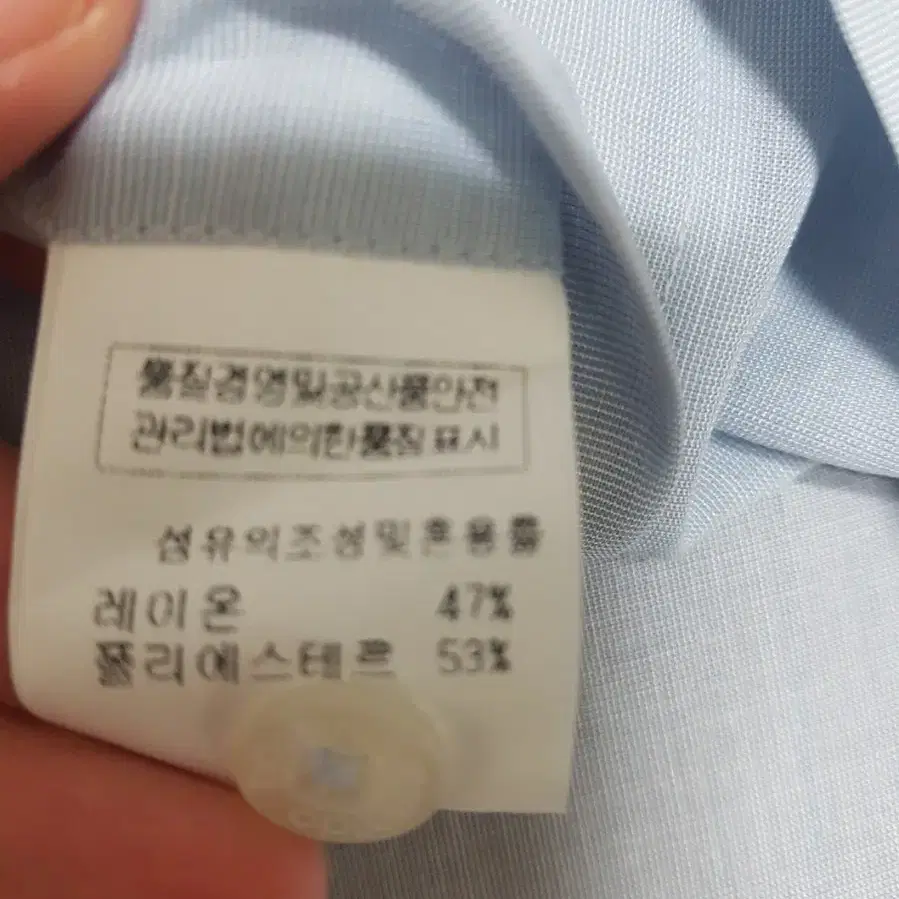 품질경영및공산품안전
관리법에의한품질표시
섬유의조성및혼용률
레이온 47%
폴리에스테르 53%